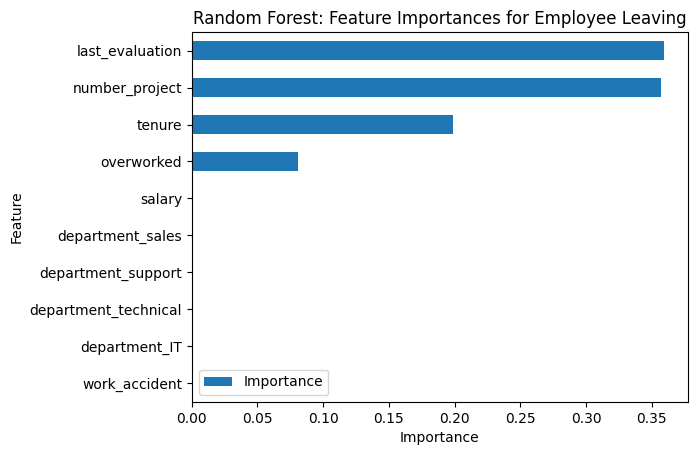 Random Forest: Feature Importances for Employee Leaving
last_evaluation
number_project
tenure
overworked
salary
department_sales
department_support
department_technical
department_IT
work_accident
Feature
Importance
0.00 0.05 0.10 0.15 0.20 0.25 0.30 0.35
Importance